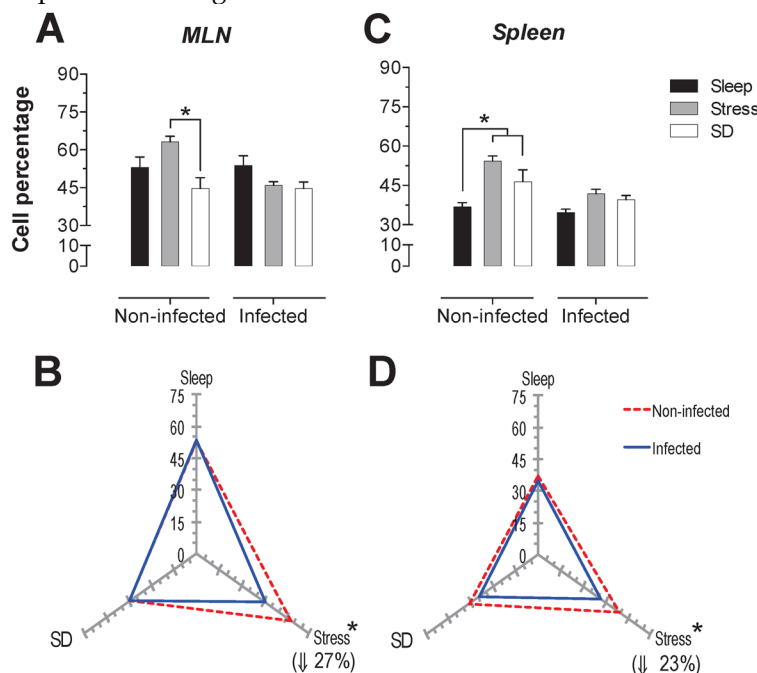 A MLN
C Spleen
Cell percentage
90
75
60
45
30
10
0
0
Non-infected Infected
90
75
60
45
30
10
0
0
Non-infected Infected
Sleep
Stress
SD
*
*
B
Sleep
75
60
45
30
15
0
SD
Stress*
(⇓ 27%)
D
Sleep
75
60
45
30
15
0
SD
Stress*
(⇓ 23%)
Non-infected
Infected